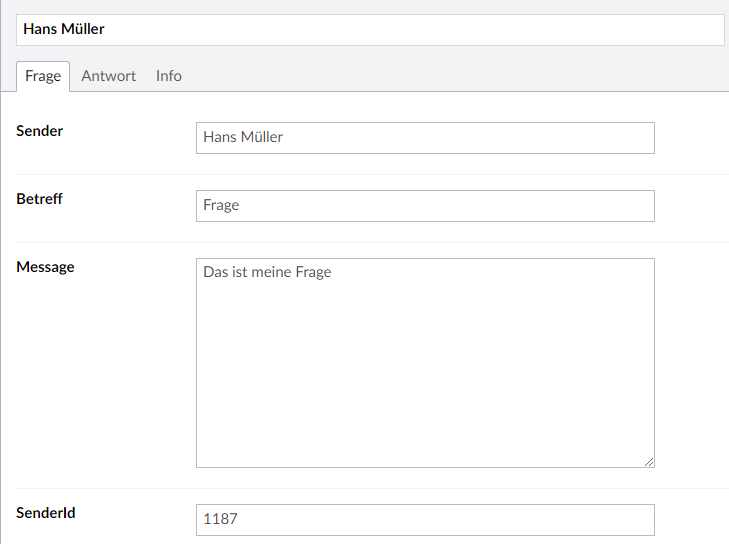 Hans Müller
Frage Antwort Info
Sender Hans Müller
Betreff Frage
Message Das ist meine Frage
SenderId 1187